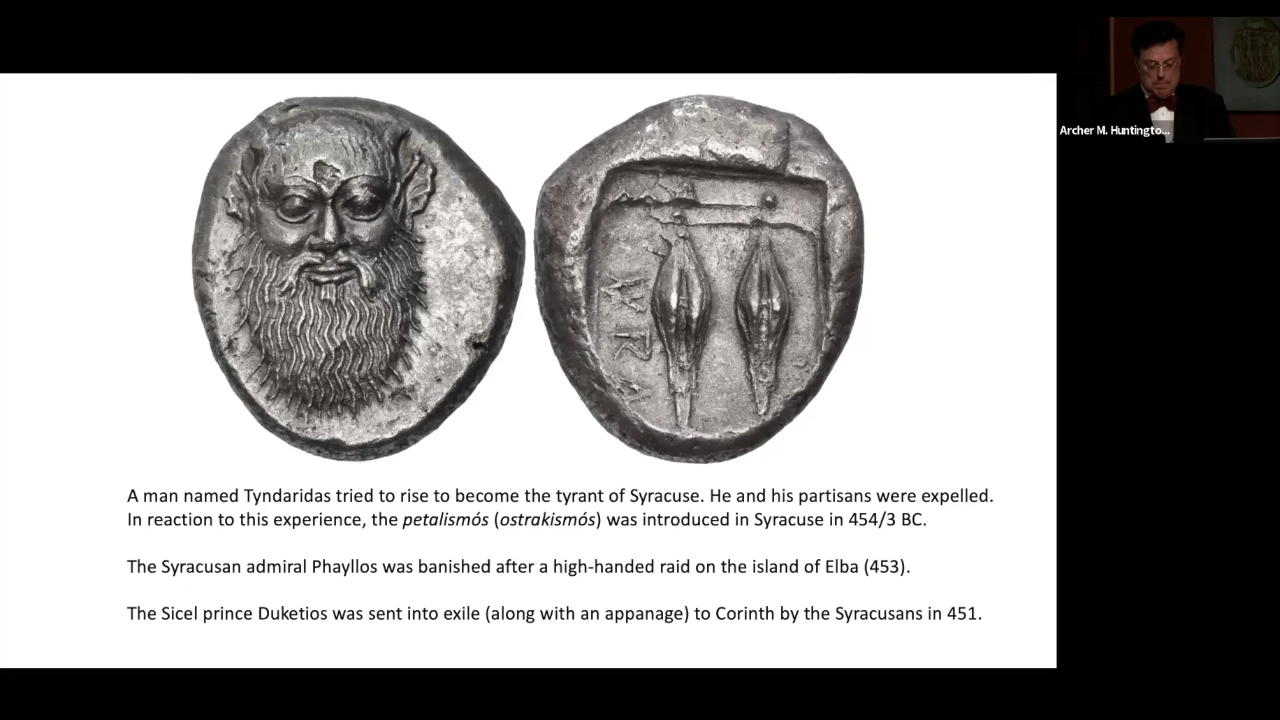 A man named Tyndaridas tried to rise to become the tyrant of Syracuse. He and his partisans were expelled.
In reaction to this experience, the petalismós (ostrakismós) was introduced in Syracuse in 454/3 BC.
The Syracusan admiral Phayllos was banished after a high-handed raid on the island of Elba (453).
The Sicel prince Duketios was sent into exile (along with an appanage) to Corinth by the Syracusans in 451.
Archer M. Huntingto...